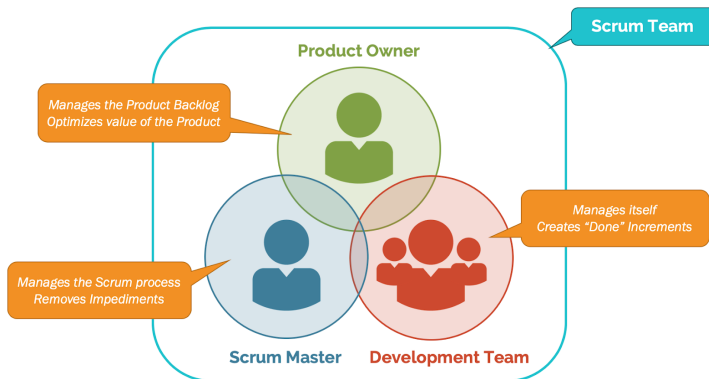 Scrum Team
Product Owner
Manages the Product Backlog
Optimizes value of the Product
Manages itself
Creates “Done” Increments
Manages the Scrum process
Removes Impediments
Scrum Master
Development Team